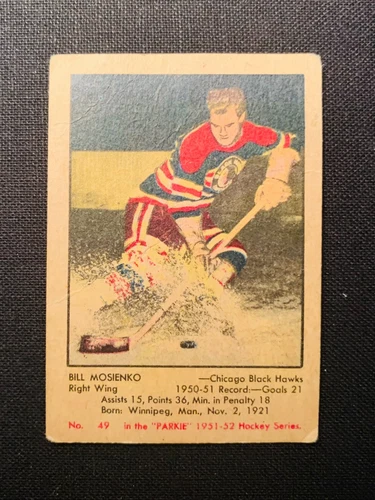 BILL MOSIENKO —Chicago Black Hawks
Right Wing 1950-51 Record:—Goals 21
Assists 15, Points 36, Min. in Penalty 18
Born: Winnipeg, Man., Nov. 2, 1921
No. 49 in the "PARKIE" 1951-52 Hockey Series.